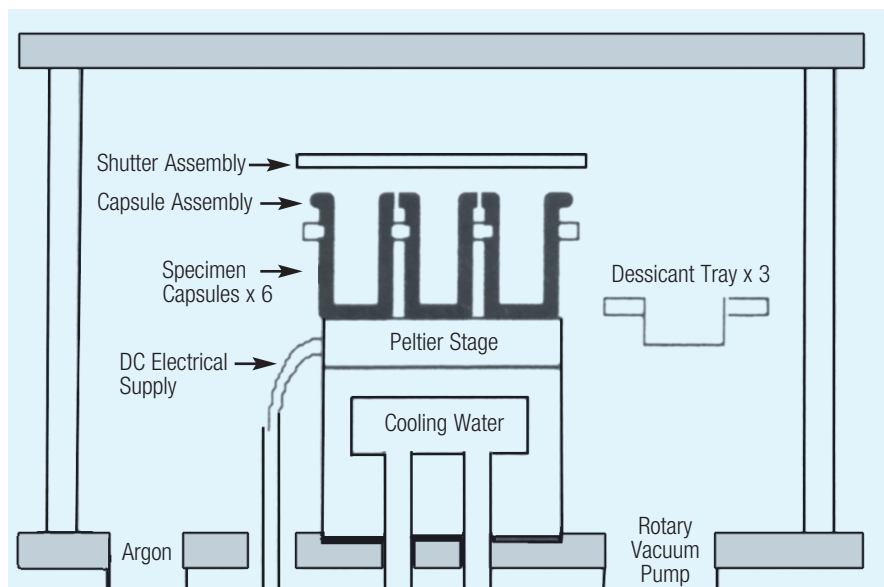 Shutter Assembly
Capsule Assembly
Specimen
Capsules x 6
Dessicant Tray x 3
Peltier Stage
DC Electrical
Supply
Cooling Water
Argon
Rotary
Vacuum
Pump